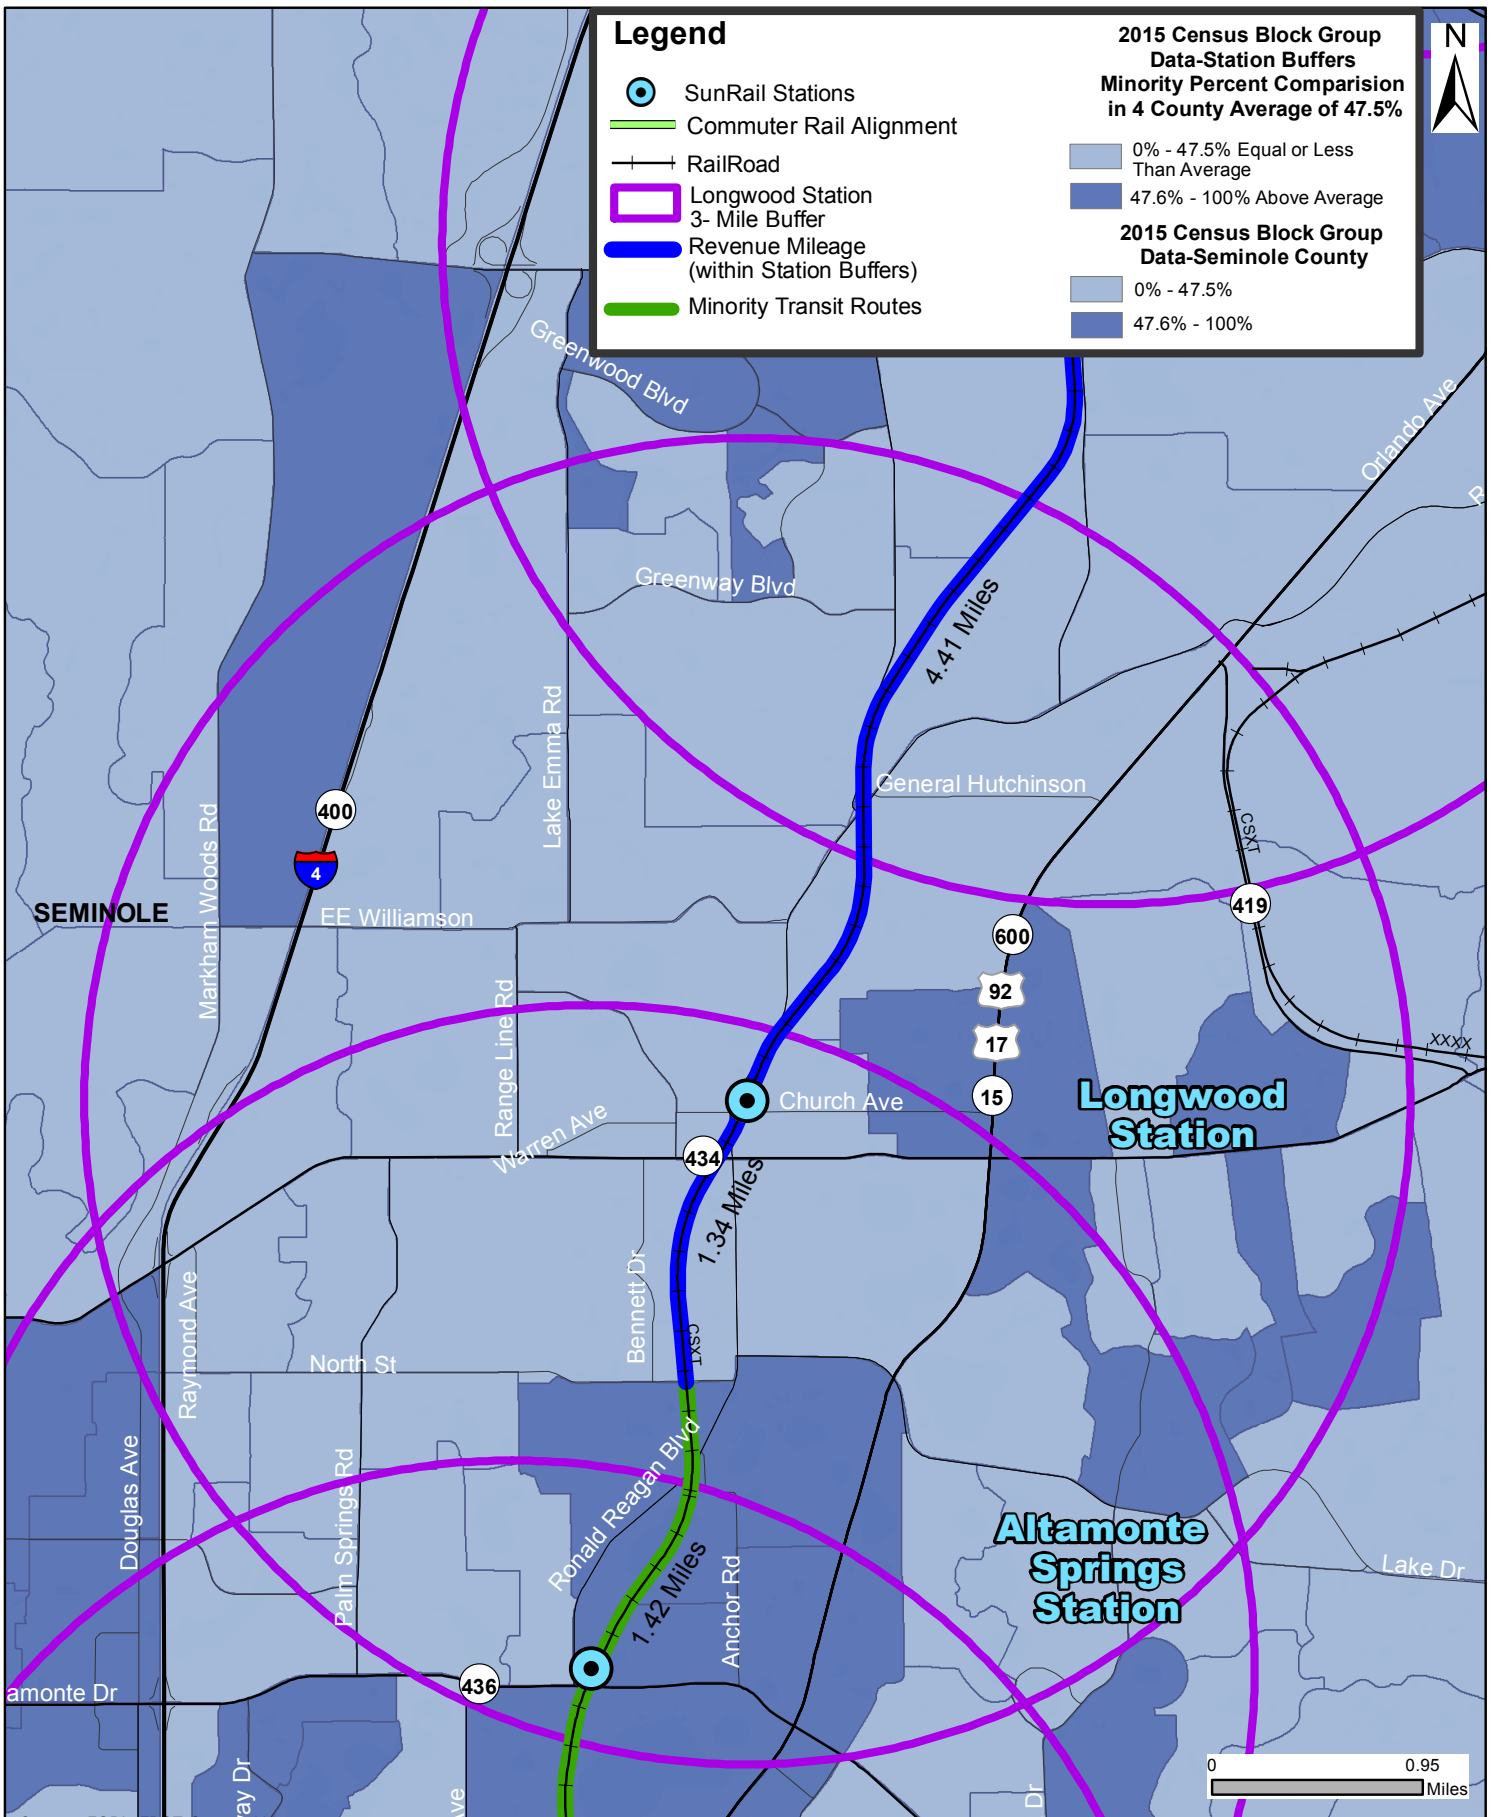 Legend
SunRail Stations
Commuter Rail Alignment
RailRoad
Longwood Station
3- Mile Buffer
Revenue Mileage
(within Station Buffers)
Minority Transit Routes
2015 Census Block Group
Data-Station Buffers
Minority Percent Comparision
in 4 County Average of 47.5%
0% - 47.5% Equal or Less
Than Average
47.6% - 100% Above Average
2015 Census Block Group
Data-Seminole County
0% - 47.5%
47.6% - 100%
N
Greenwood Blvd
Orlando Ave
R
Greenway Blvd
4.41 Miles
Lake Emma Rd
General Hutchinson
400
4
Markham Woods Rd
CSXT
SEMINOLE
EE Williamson
419
600
92
17
15
Range Line Rd
XXXX
Church Ave
Longwood
Station
Warren Ave
434
1.34 Miles
Bennett Dr
Raymond Ave
CSXT
North St
Douglas Ave
Palm Springs Rd
Ronald Reagan Blvd
1.42 Miles
Anchor Rd
Altamonte
Springs
Station
Lake Dr
436
amonte Dr
way Dr
Ave
Dr
0 0.95
Miles